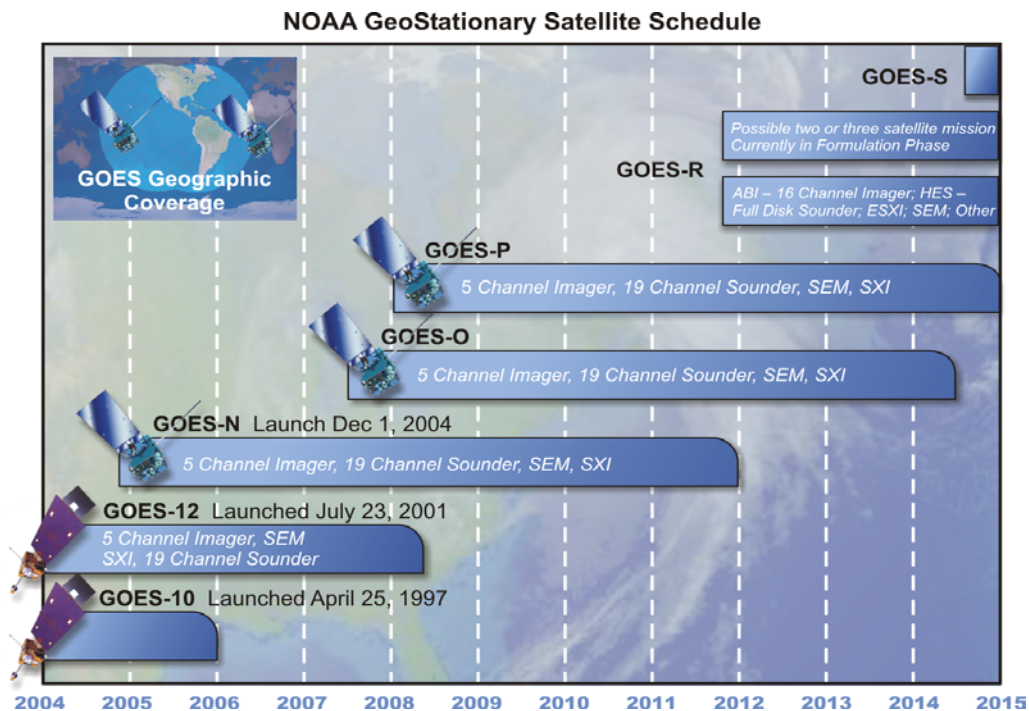 NOAA GeoStationary Satellite Schedule
GOES Geographic
Coverage
GOES-S
GOES-R
Possible two or three satellite mission
Currently in Formulation Phase
ABI – 16 Channel Imager; HES –
Full Disk Sounder; ESXI; SEM; Other
GOES-P
5 Channel Imager, 19 Channel Sounder, SEM, SXI
GOES-O
5 Channel Imager, 19 Channel Sounder, SEM, SXI
GOES-N Launch Dec 1, 2004
5 Channel Imager, 19 Channel Sounder, SEM, SXI
GOES-12 Launched July 23, 2001
5 Channel Imager, SEM
SXI, 19 Channel Sounder
GOES-10 Launched April 25, 1997
2004 2005 2006 2007 2008 2009 2010 2011 2012 2013 2014 2015